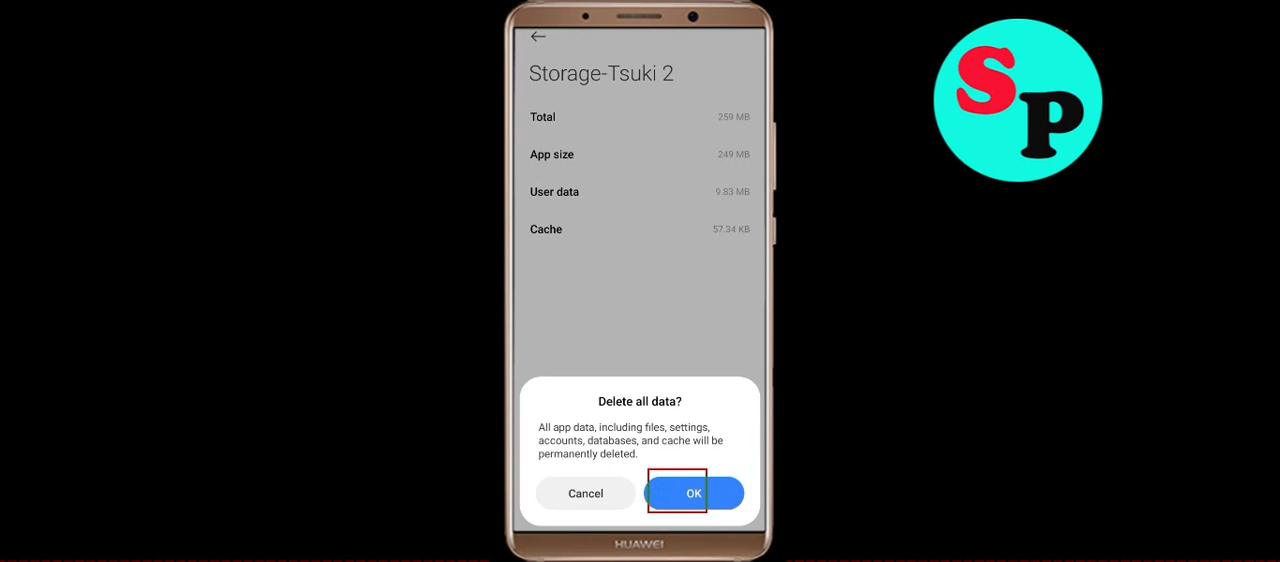 Storage-Tsuki 2
Total 259 MB
App size 249 MB
User data 9.83 MB
Cache 57.34 KB
Delete all data?
All app data, including files, settings,
accounts, databases, and cache will be
permanently deleted.
Cancel OK
HUAWEI
SP